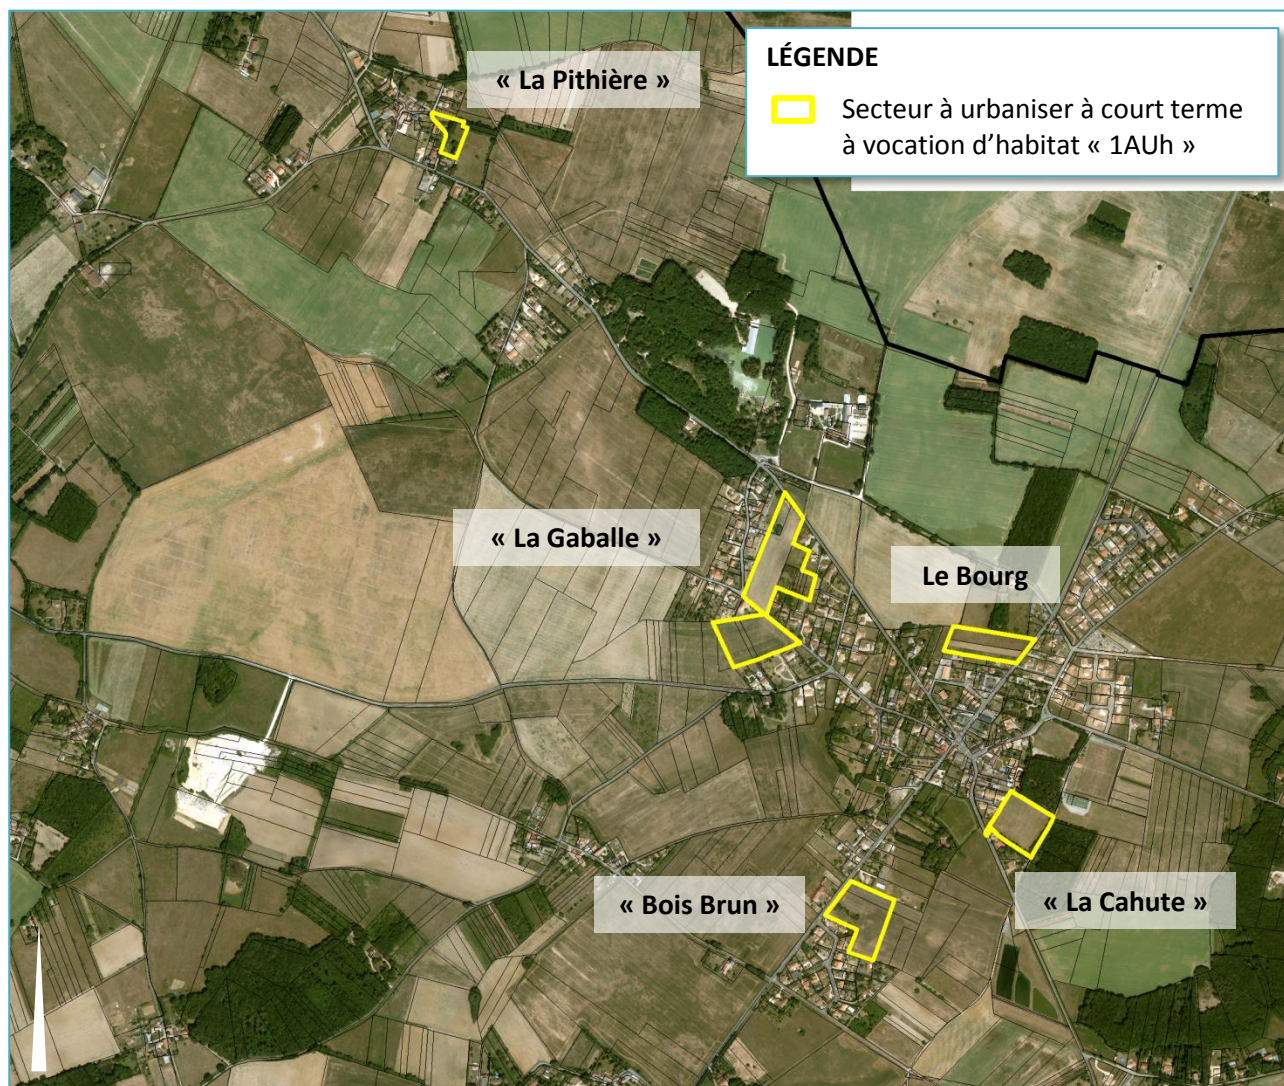 LÉGENDE
Secteur à urbaniser à court terme
à vocation d’habitat « 1AUh »
« La Pithière »
« La Gaballe »
Le Bourg
« Bois Brun »
« La Cahute »